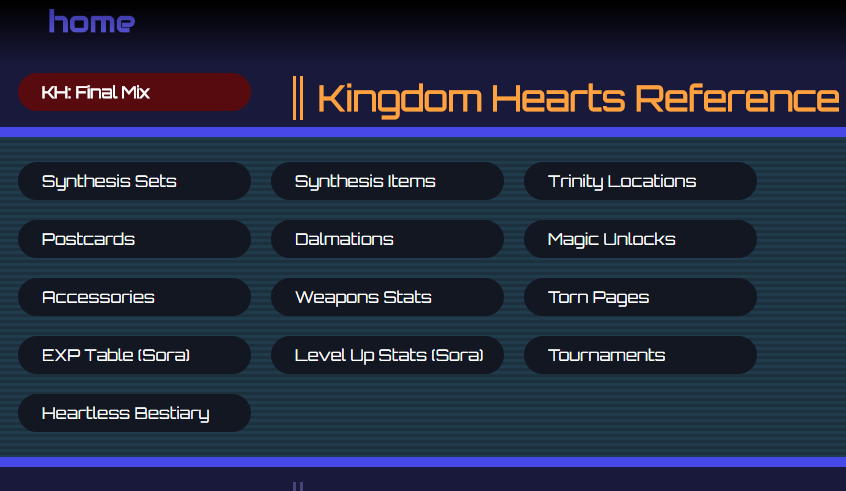 home
KH: Final Mix
Kingdom Hearts Reference
Synthesis Sets
Synthesis Items
Trinity Locations
Postcards
Dalmations
Magic Unlocks
Accessories
Weapons Stats
Torn Pages
EXP Table (Sora)
Level Up Stats (Sora)
Tournaments
Heartless Bestiary